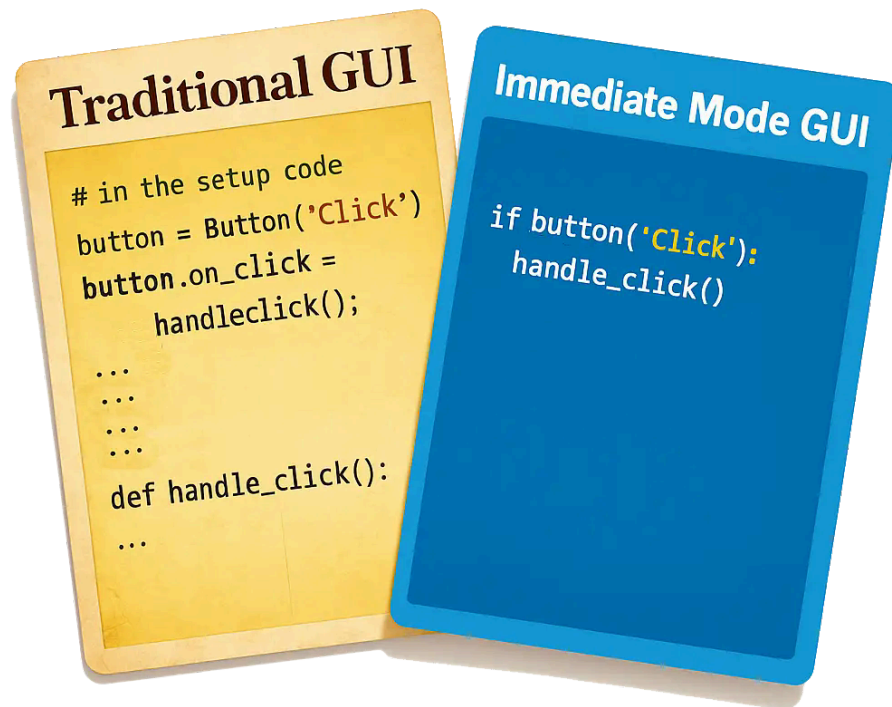 Traditional GUI
# in the setup code
button = Button('Click')
button.on_click =
    handleclick();
...
...
...
...
def handle_click():
...
Immediate Mode GUI
if button('Click'):
  handle_click()